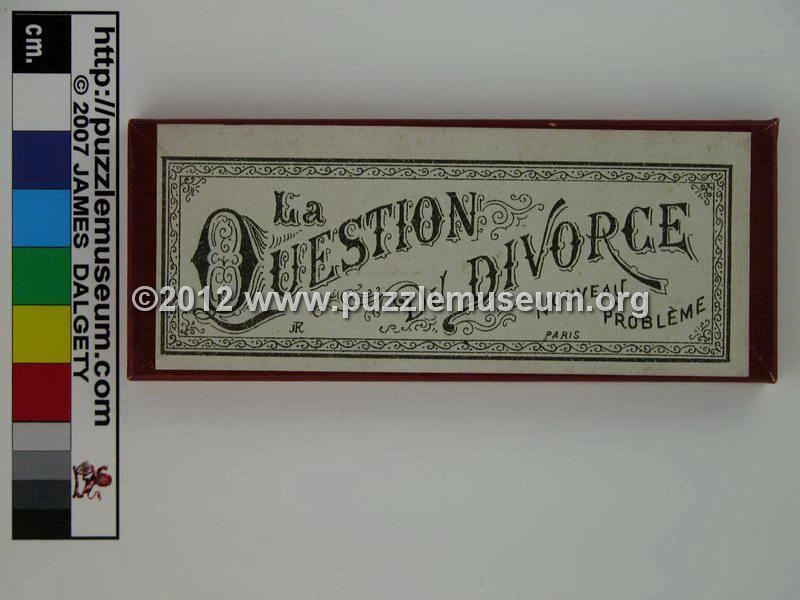 cm.
http://puzzlemuseum.com
© 2007 JAMES DALGETY
La
QUESTION
DIVORCE
NOUVEAU
PROBLÈME
JR
PARIS
©2012 www.puzzlemuseum.org